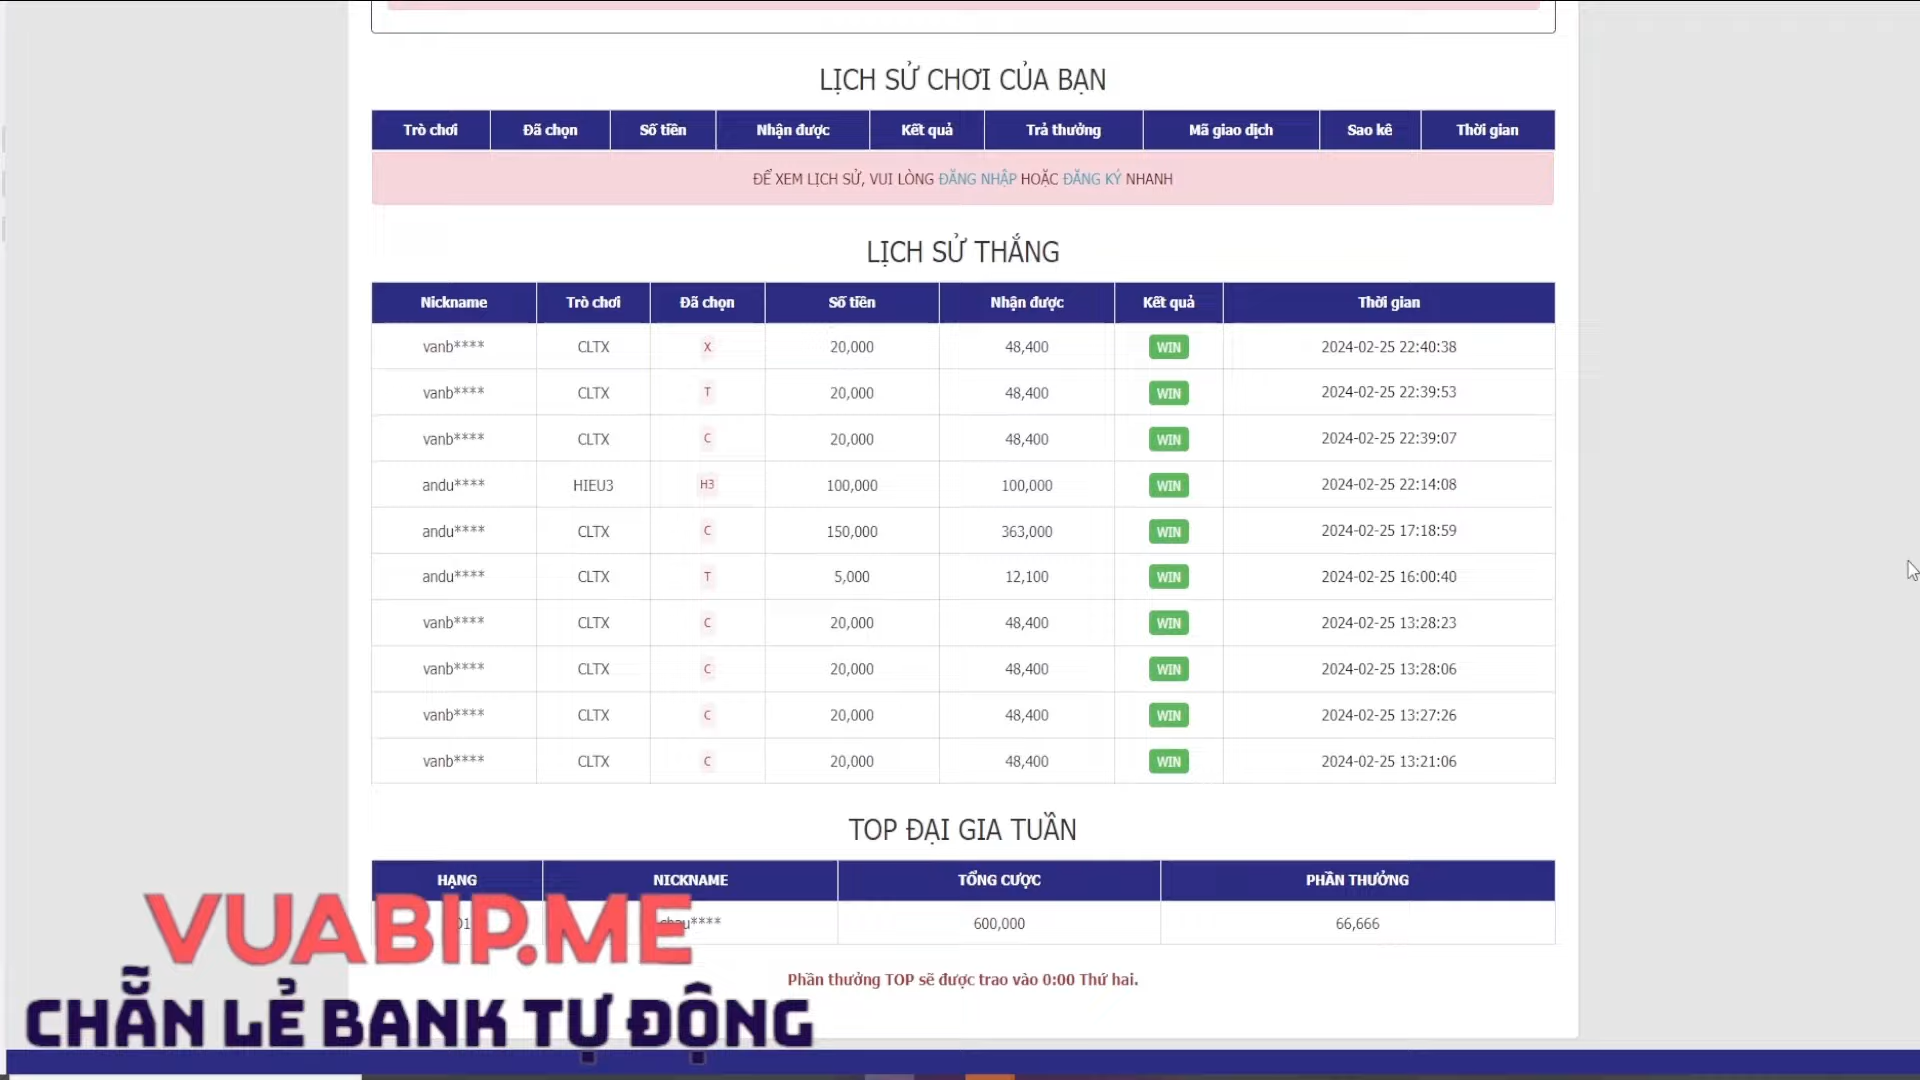 LỊCH SỬ CHƠI CỦA BẠN
Trò chơi Đã chọn Số tiền Nhận được Kết quả Trả thưởng Mã giao dịch Sao kê Thời gian
ĐỂ XEM LỊCH SỬ, VUI LÒNG ĐĂNG NHẬP HOẶC ĐĂNG KÝ NHANH
LỊCH SỬ THẮNG
Nickname Trò chơi Đã chọn Số tiền Nhận được Kết quả Thời gian
vanb**** CLTX X 20,000 48,400 WIN 2024-02-25 22:40:38
vanb**** CLTX T 20,000 48,400 WIN 2024-02-25 22:39:53
vanb**** CLTX C 20,000 48,400 WIN 2024-02-25 22:39:07
andu**** HIEU3 H3 100,000 100,000 WIN 2024-02-25 22:14:08
andu**** CLTX C 150,000 363,000 WIN 2024-02-25 17:18:59
andu**** CLTX T 5,000 12,100 WIN 2024-02-25 16:00:40
vanb**** CLTX C 20,000 48,400 WIN 2024-02-25 13:28:23
vanb**** CLTX C 20,000 48,400 WIN 2024-02-25 13:28:06
vanb**** CLTX C 20,000 48,400 WIN 2024-02-25 13:27:26
vanb**** CLTX C 20,000 48,400 WIN 2024-02-25 13:21:06
TOP ĐẠI GIA TUẦN
HẠNG NICKNAME TỔNG CƯỢC PHẦN THƯỞNG
600,000 66,666
VUABIP.ME
Phần thưởng TOP sẽ được trao vào 0:00 Thứ hai.
CHẴN LẺ BANK TỰ ĐỘNG